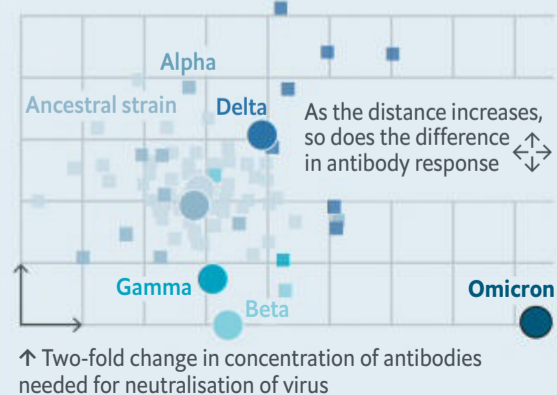 Alpha
Ancestral strain
Delta
As the distance increases,
so does the difference
in antibody response
Gamma
Beta
Omicron
↑ Two-fold change in concentration of antibodies
needed for neutralisation of virus